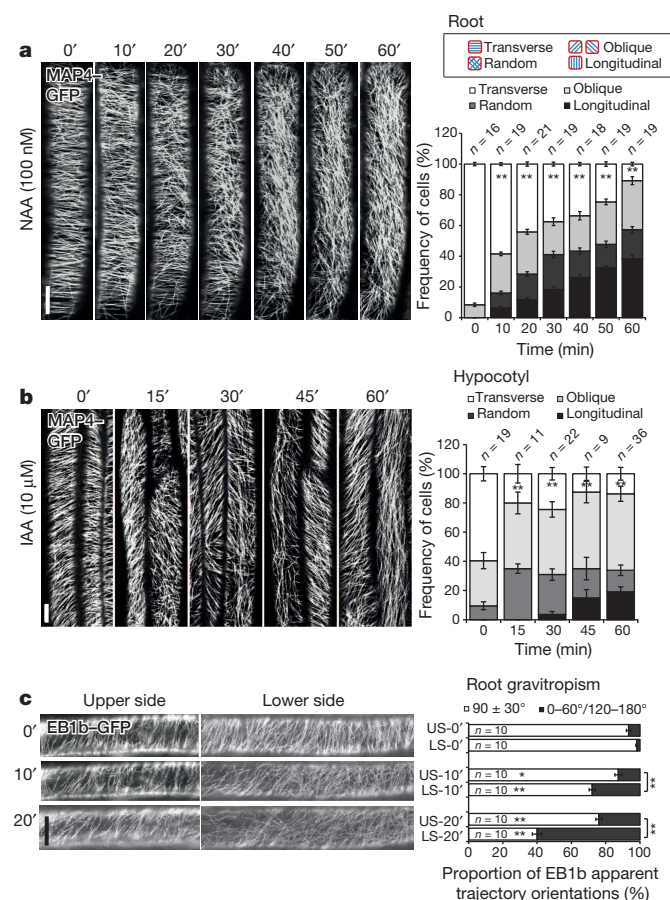 Root
a
0′ 10′ 20′ 30′ 40′ 50′ 60′
MAP4–
GFP
NAA (100 nM)
Transverse Oblique
Random Longitudinal
Transverse Oblique
Random Longitudinal
n = 16 n = 19 n = 21 n = 19 n = 18 n = 19 n = 19
Frequency of cells (%)
120
100
80
60
40
20
0
** ** ** ** ** **
0 10 20 30 40 50 60
Time (min)
b
0′ 15′ 30′ 45′ 60′
MAP4–
GFP
IAA (10 μM)
Hypocotyl
Transverse Oblique
Random Longitudinal
n = 19 n = 11 n = 22 n = 9 n = 36
Frequency of cells (%)
120
100
80
60
40
20
0
** ** ** **
0 15 30 45 60
Time (min)
c
Upper side Lower side
EB1b–GFP
0′
10′
20′
Root gravitropism
90 ± 30° 0–60°/120–180°
US-0′ n = 10
LS-0′ n = 10
US-10′ n = 10 *
LS-10′ n = 10 **
**
US-20′ n = 10 **
LS-20′ n = 10 **
**
0 20 40 60 80 100
Proportion of EB1b apparent
trajectory orientations (%)